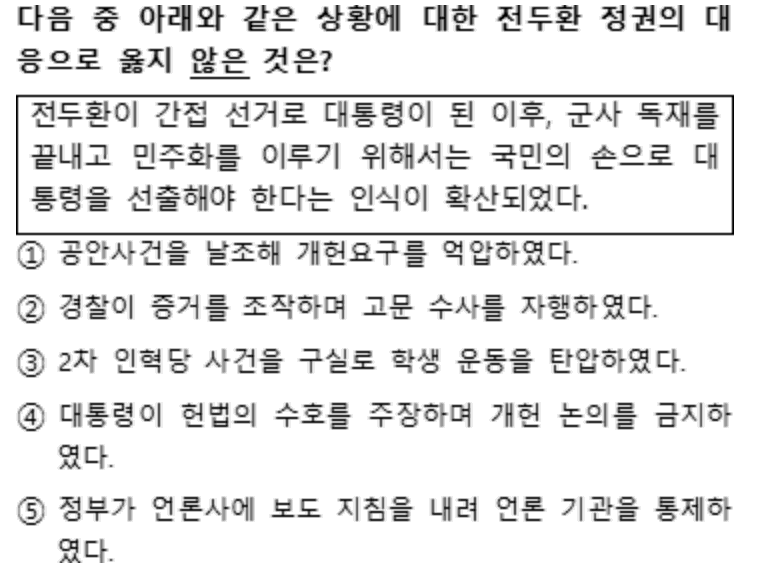 다음 중 아래와 같은 상황에 대한 전두환 정권의 대
응으로 옳지 않은 것은?
전두환이 간접 선거로 대통령이 된 이후, 군사 독재를
끝내고 민주화를 이루기 위해서는 국민의 손으로 대
통령을 선출해야 한다는 인식이 확산되었다.
① 공안사건을 날조해 개헌요구를 억압하였다.
② 경찰이 증거를 조작하며 고문 수사를 자행하였다.
③ 2차 인혁당 사건을 구실로 학생 운동을 탄압하였다.
④ 대통령이 헌법의 수호를 주장하며 개헌 논의를 금지하
였다.
⑤ 정부가 언론사에 보도 지침을 내려 언론 기관을 통제하
였다.